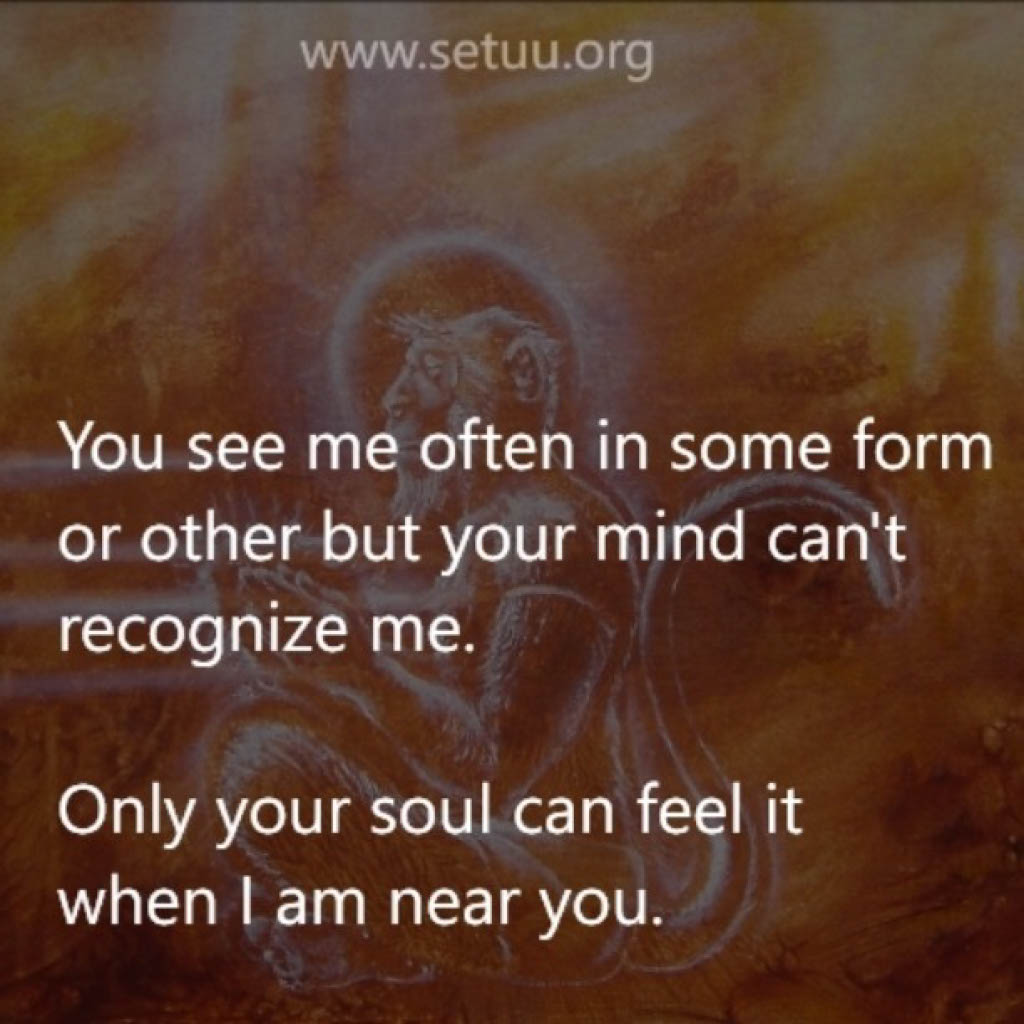 www.setuu.org
You see me often in some form
or other but your mind can't
recognize me.
Only your soul can feel it
when I am near you.